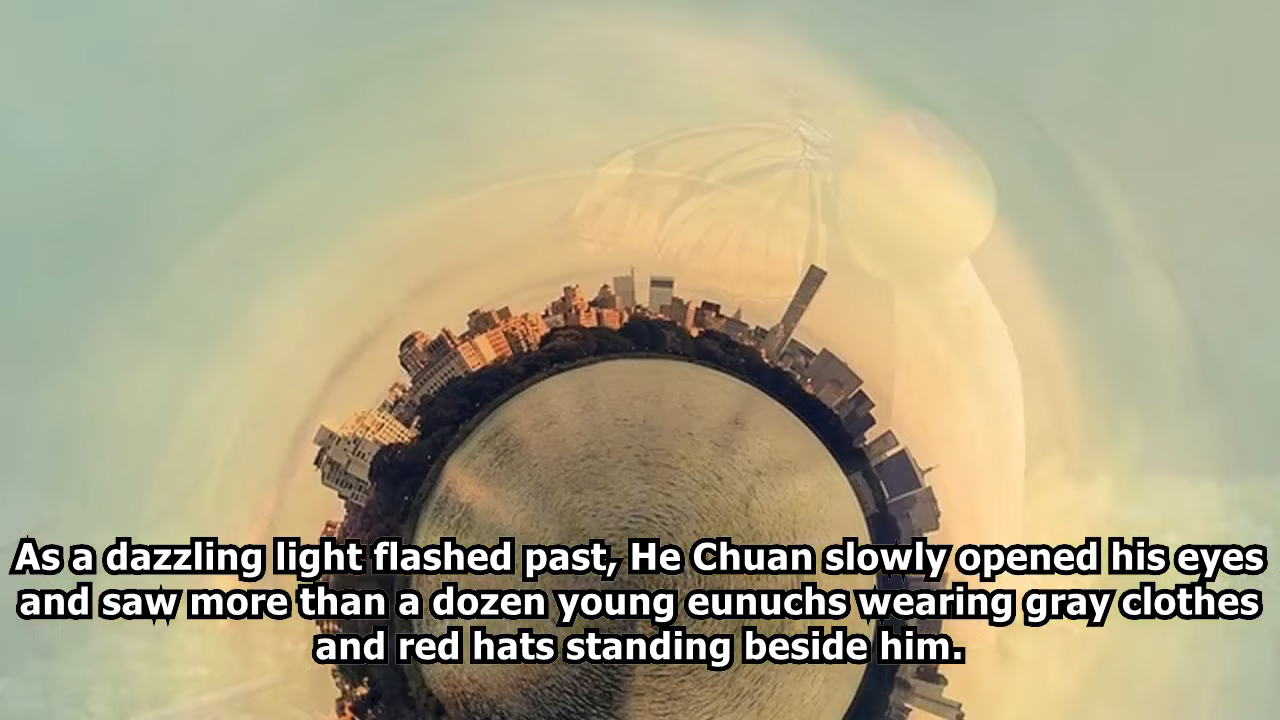 As a dazzling light flashed past, He Chuan slowly opened his eyes
and saw more than a dozen young eunuchs wearing gray clothes
and red hats standing beside him.